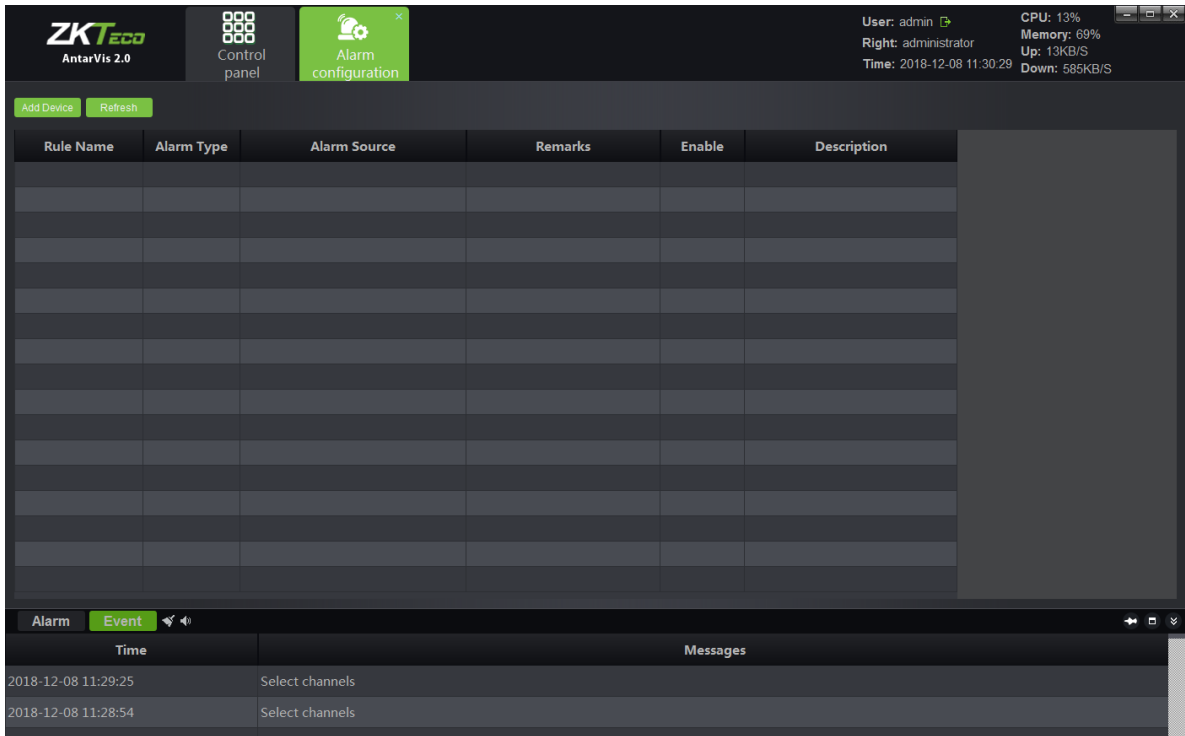 ZKTECO
AntarVis 2.0
Control
panel
Alarm
configuration
User: admin
Right: administrator
Time: 2018-12-08 11:30:29
CPU: 13%
Memory: 69%
Up: 13KB/S
Down: 585KB/S
Add Device Refresh
Rule Name Alarm Type Alarm Source Remarks Enable Description
Alarm Event
Time Messages
2018-12-08 11:29:25 Select channels
2018-12-08 11:28:54 Select channels